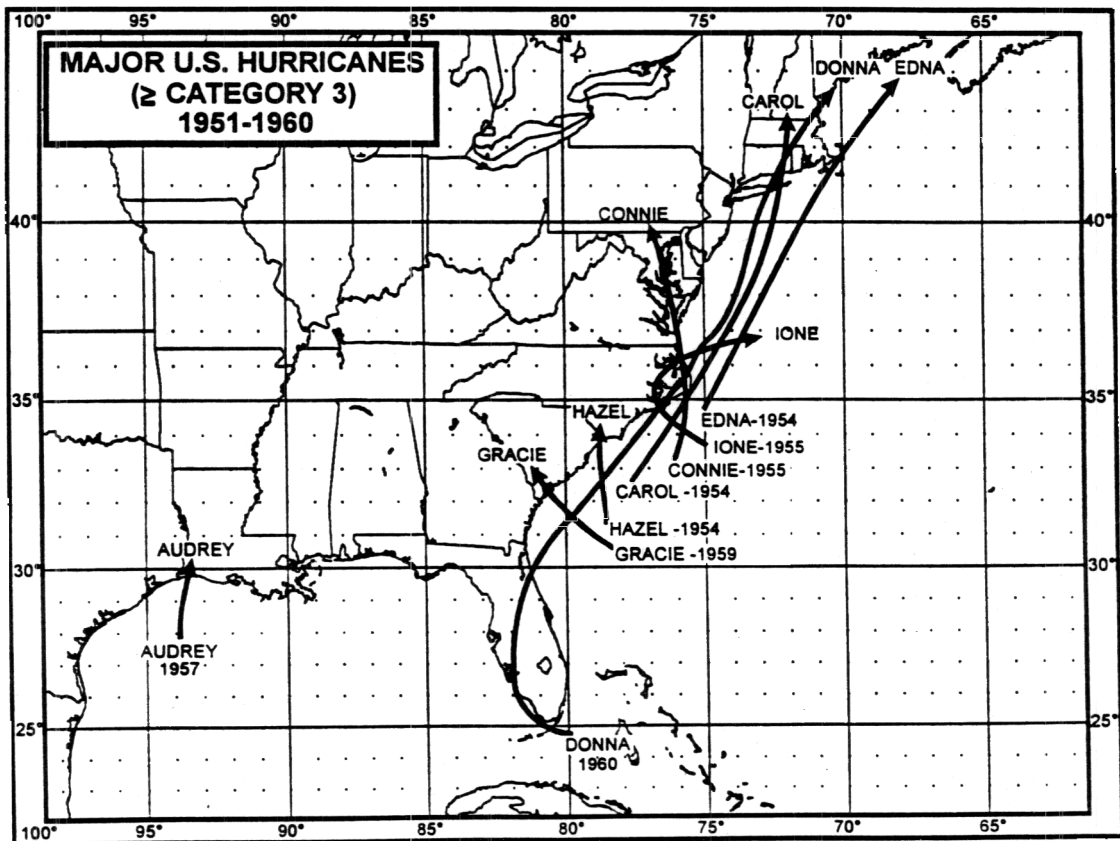 100° 95° 90° 85° 80° 75° 70° 65°
MAJOR U.S. HURRICANES
(≥ CATEGORY 3)
1951-1960
DONNA EDNA
CAROL
CONNIE
40° 40°
IONE
35° 35°
HAZEL
EDNA-1954
GRACIE
IONE-1955
CONNIE-1955
CAROL -1954
HAZEL -1954
GRACIE -1959
AUDREY
30° 30°
AUDREY
1957
25° 25°
DONNA
1960
100° 95° 90° 85° 80° 75° 70° 65°